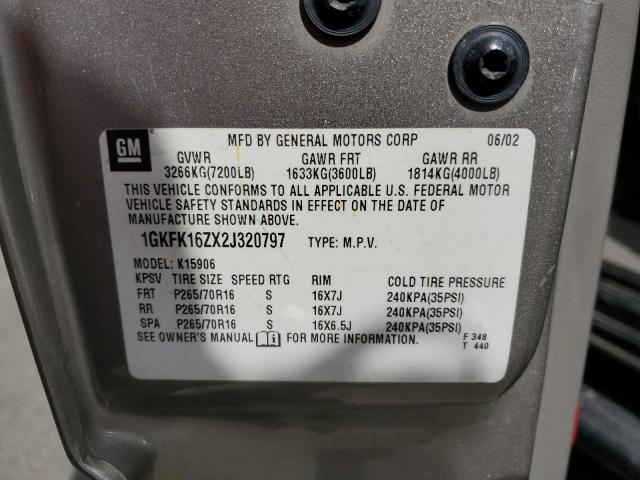 GM MFD BY GENERAL MOTORS CORP 06/02
GVWR GAWR FRT GAWR RR
3266KG(7200LB) 1633KG(3600LB) 1814KG(4000LB)
THIS VEHICLE CONFORMS TO ALL APPLICABLE U.S. FEDERAL MOTOR
VEHICLE SAFETY STANDARDS IN EFFECT ON THE DATE OF
MANUFACTURE SHOWN ABOVE.
1GKFK16ZX2J320797 TYPE: M.P.V.
MODEL: K15906
KPSV TIRE SIZE SPEED RTG RIM COLD TIRE PRESSURE
FRT P265/70R16 S 16X7J 240KPA(35PSI)
RR P265/70R16 S 16X7J 240KPA(35PSI)
SPA P265/70R16 S 16X6.5J 240KPA(35PSI)
SEE OWNER'S MANUAL FOR MORE INFORMATION. F 348
T 440